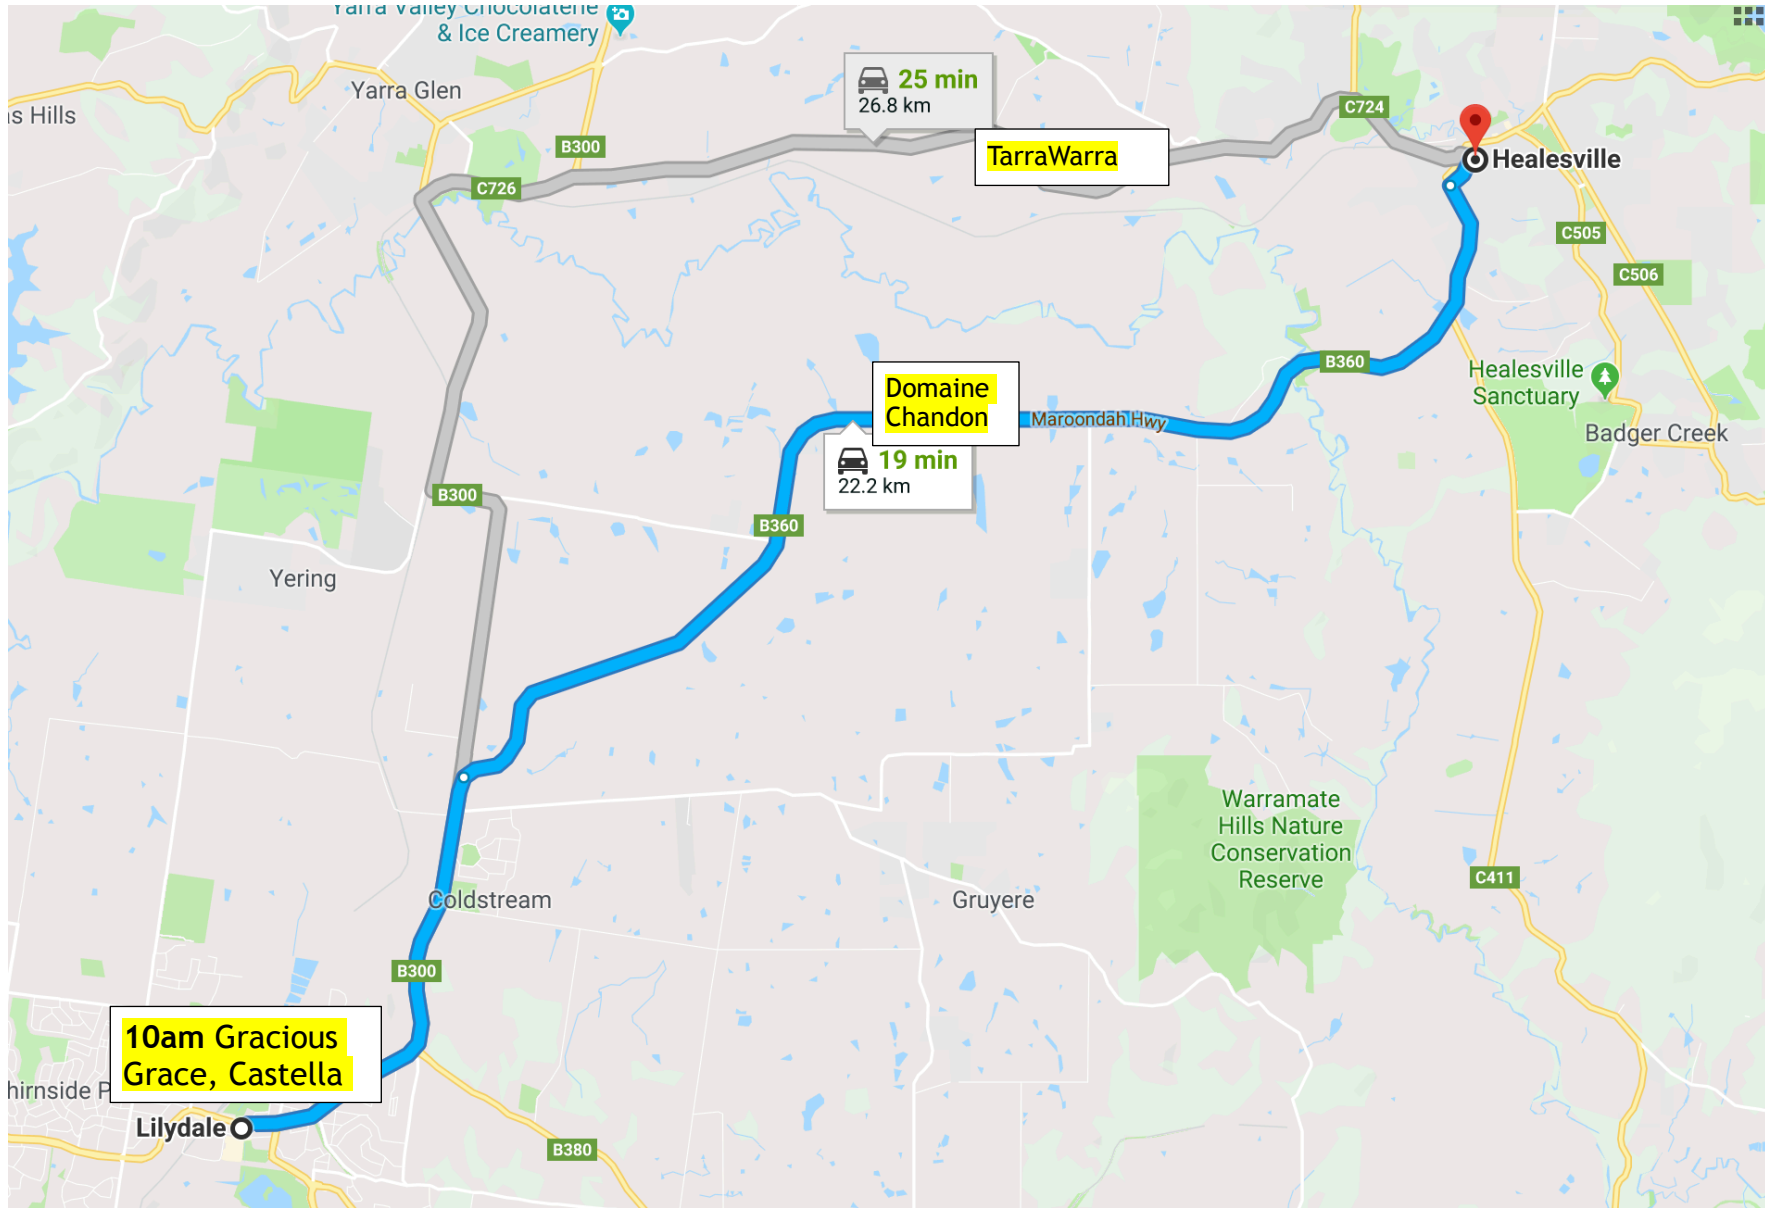 Yarra Valley Chocolaterie
& Ice Creamery
Yarra Glen
as Hills
25 min
26.8 km
C724
B300
TarraWarra
Healesville
C726
C505
C506
B360
Healesville
Sanctuary
Domaine
Chandon
Maroondah Hwy
Badger Creek
19 min
22.2 km
B300
B360
Yering
Warramate
Hills Nature
Conservation
Reserve
C411
Coldstream
Gruyere
B300
10am Gracious
Grace, Castella
hirnside P
Lilydale
B380